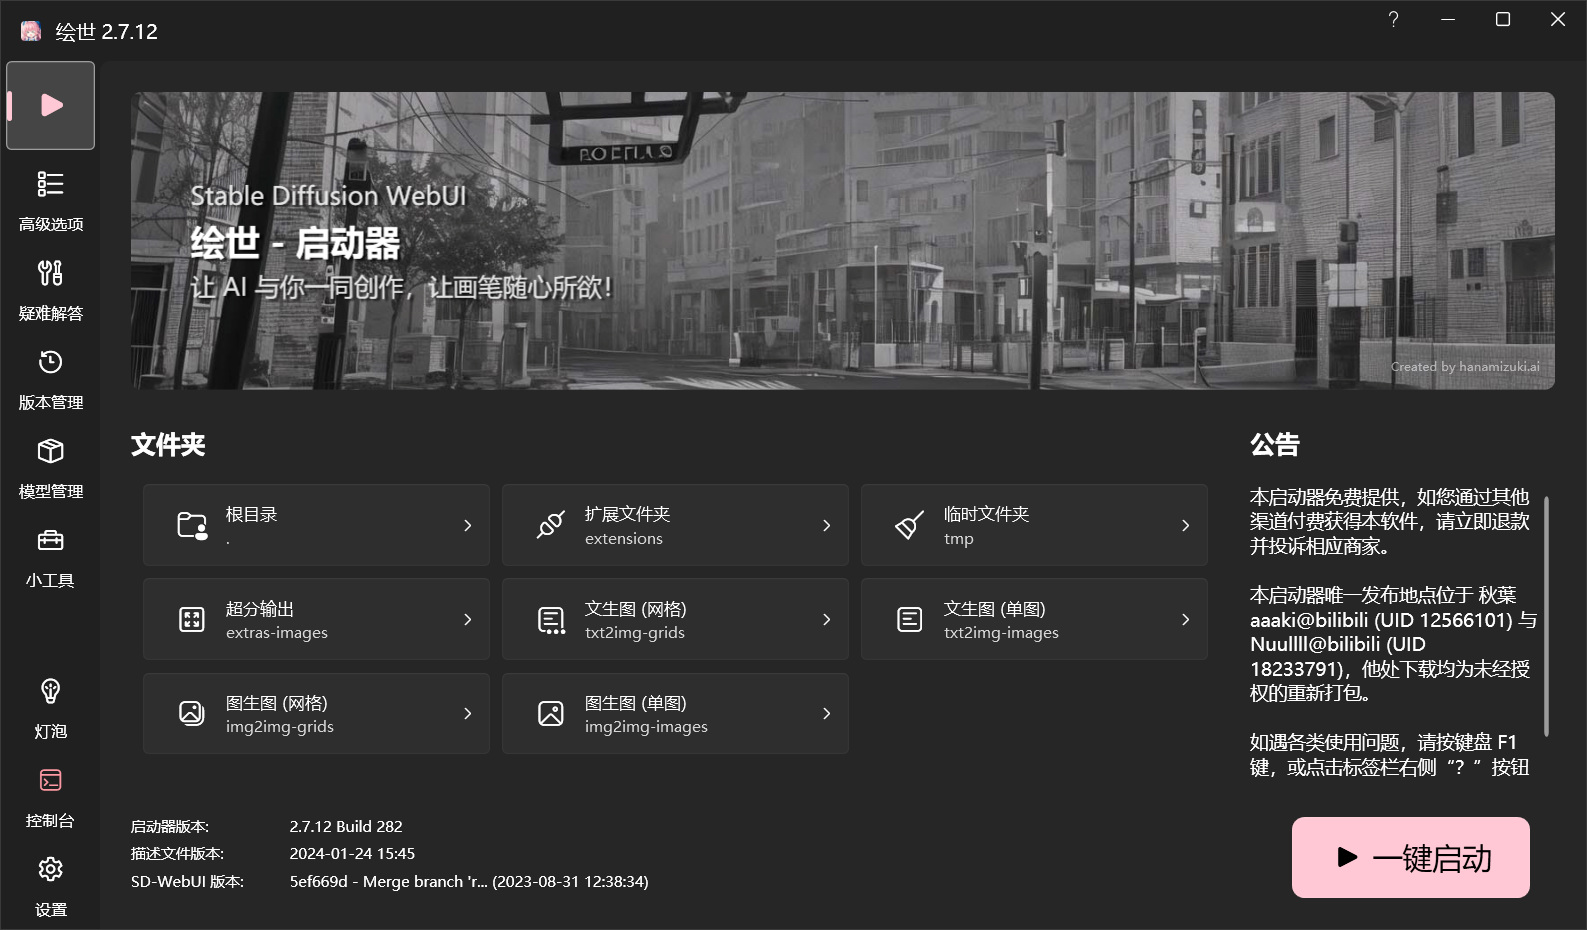 绘世 2.7.12
?
高级选项
疑难解答
版本管理
模型管理
小工具
灯泡
控制台
设置
Stable Diffusion WebUI
绘世 - 启动器
让 AI 与你一同创作，让画笔随心所欲！
Created by hanamizuki.ai
文件夹
根目录
.
扩展文件夹
extensions
临时文件夹
tmp
超分输出
extras-images
文生图 (网格)
txt2img-grids
文生图 (单图)
txt2img-images
图生图 (网格)
img2img-grids
图生图 (单图)
img2img-images
公告
本启动器免费提供，如您通过其他
渠道付费获得本软件，请立即退款
并投诉相应商家。
本启动器唯一发布地点位于 秋葉
aaaki@bilibili (UID 12566101) 与
Nuullll@bilibili (UID
18233791)，他处下载均为未经授
权的重新打包。
如遇各类使用问题，请按键盘 F1
键，或点击标签栏右侧“？”按钮
启动器版本: 2.7.12 Build 282
描述文件版本: 2024-01-24 15:45
SD-WebUI 版本: 5ef669d - Merge branch 'r... (2023-08-31 12:38:34)
一键启动